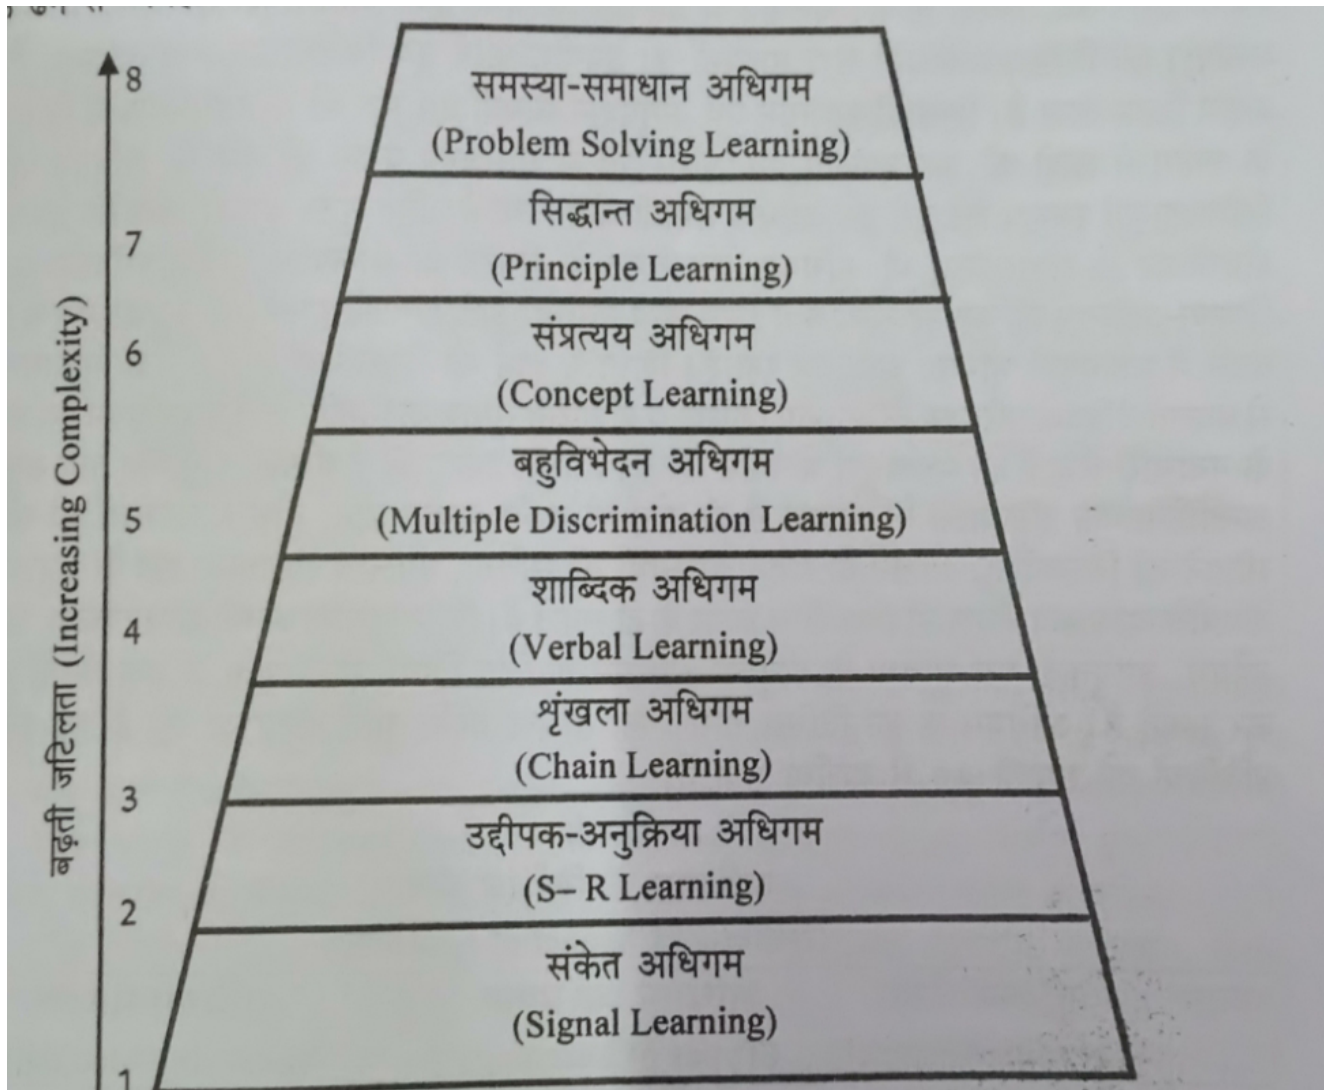 8
समस्या-समाधान अधिगम
(Problem Solving Learning)
7
सिद्धान्त अधिगम
(Principle Learning)
6
संप्रत्यय अधिगम
(Concept Learning)
5
बहुविभेदन अधिगम
(Multiple Discrimination Learning)
4
शाब्दिक अधिगम
(Verbal Learning)
3
शृंखला अधिगम
(Chain Learning)
2
उद्दीपक-अनुक्रिया अधिगम
(S– R Learning)
1
संकेत अधिगम
(Signal Learning)
बढ़ती जटिलता (Increasing Complexity)